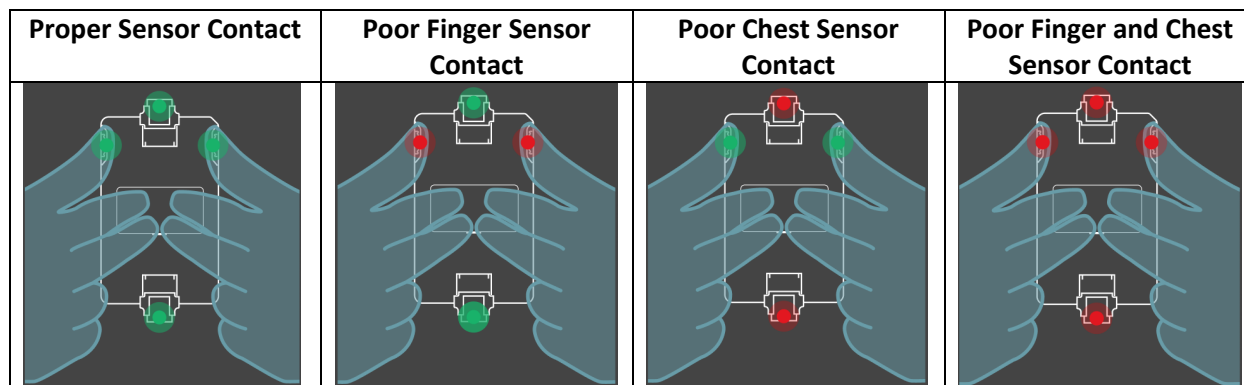 Proper Sensor Contact
Poor Finger Sensor
Contact
Poor Chest Sensor
Contact
Poor Finger and Chest
Sensor Contact